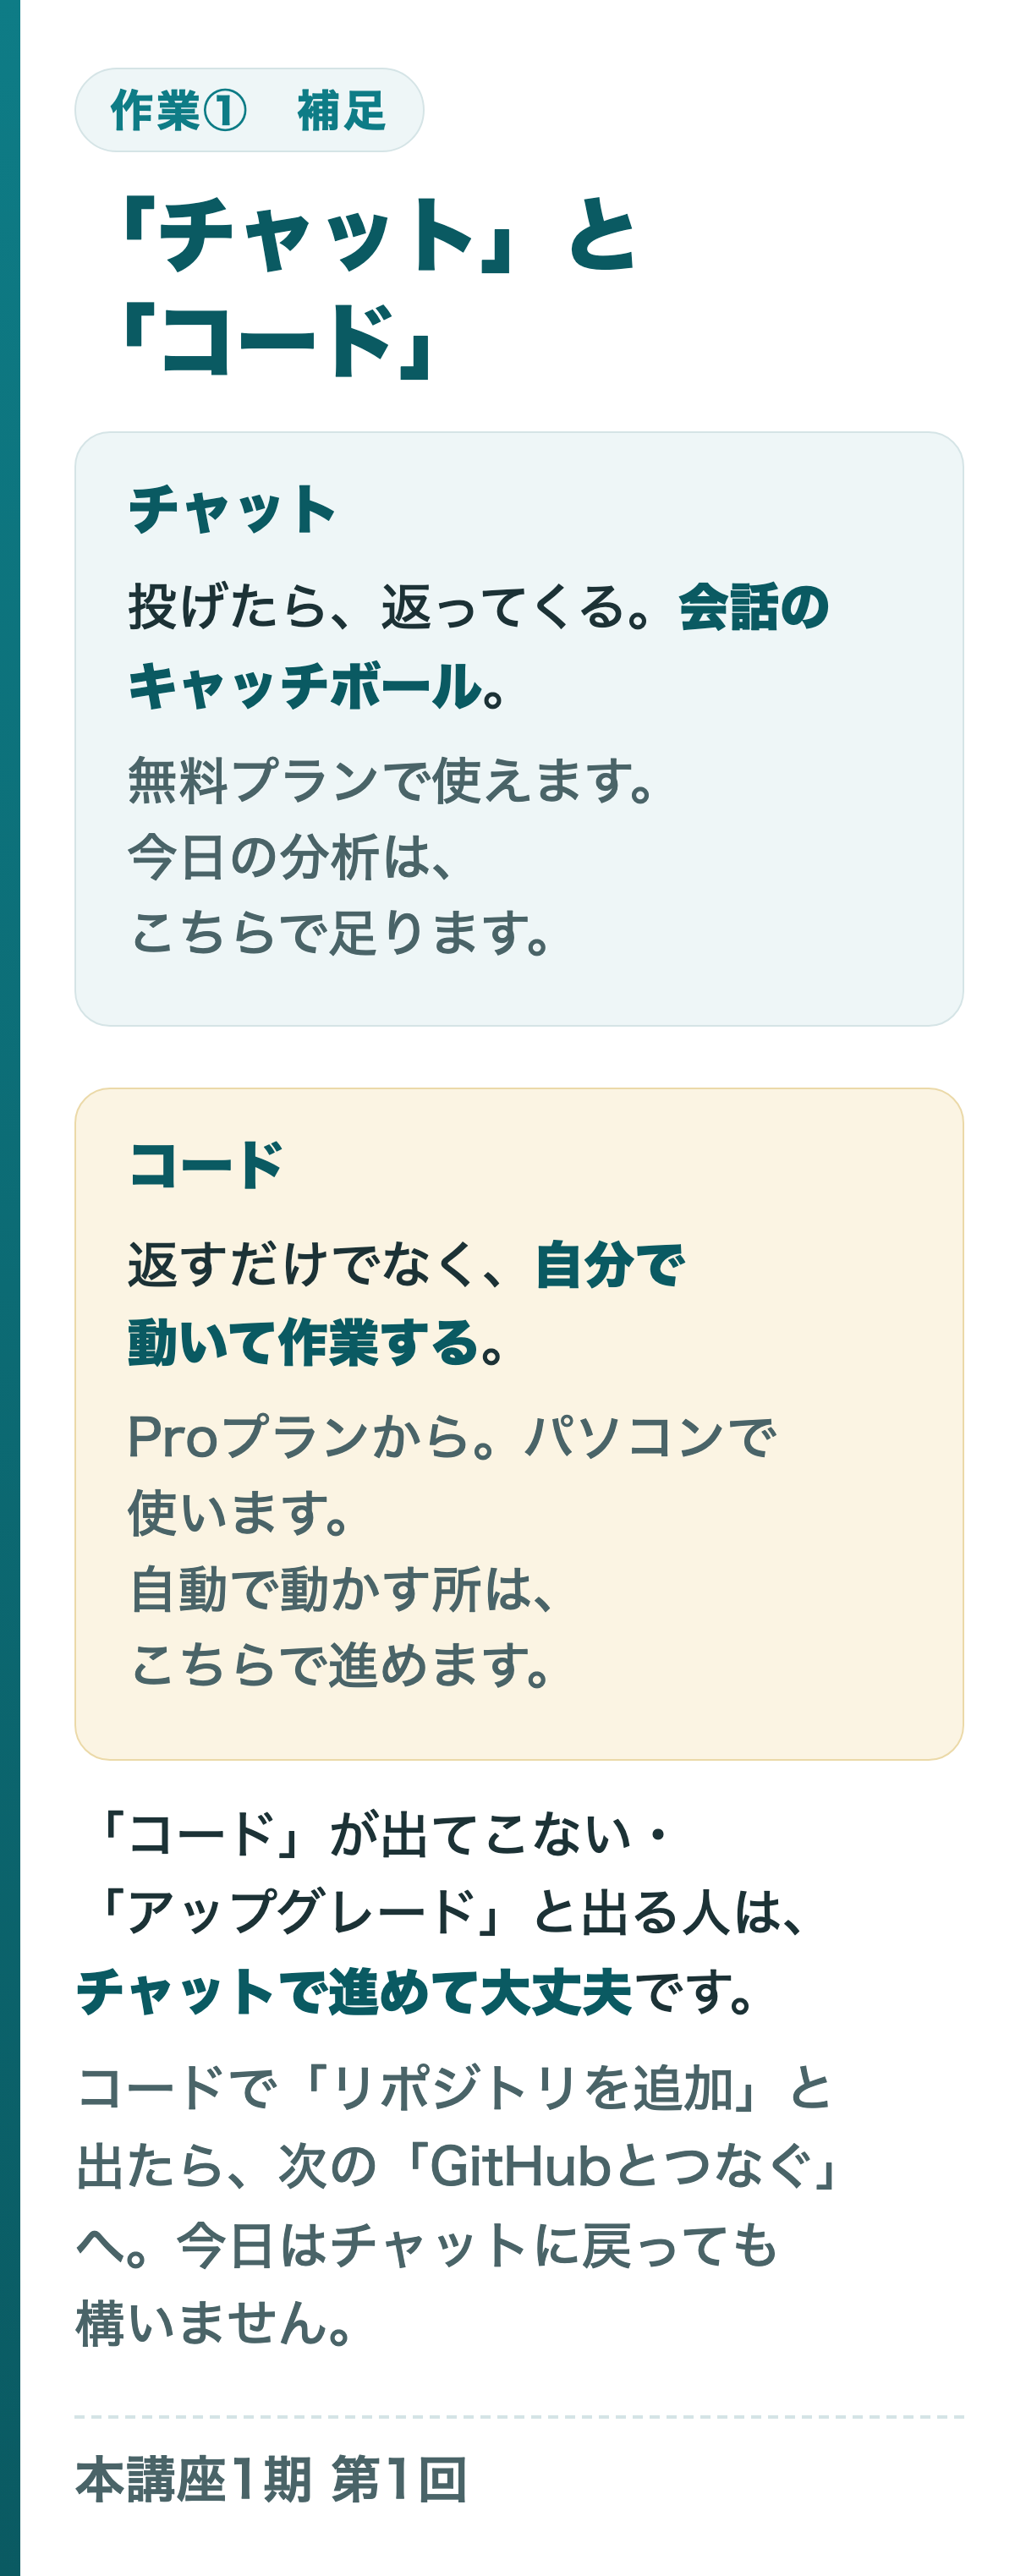 作業① 補足
「チャット」と
「コード」
チャット
投げたら、返ってくる。会話の
キャッチボール。
無料プランで使えます。
今日の分析は、
こちらで足ります。
コード
返すだけでなく、自分で
動いて作業する。
Proプランから。パソコンで
使います。
自動で動かす所は、
こちらで進めます。
「コード」が出てこない・
「アップグレード」と出る人は、
チャットで進めて大丈夫です。
コードで「リポジトリを追加」と
出たら、次の「GitHubとつなぐ」
へ。今日はチャットに戻っても
構いません。
本講座1期 第1回